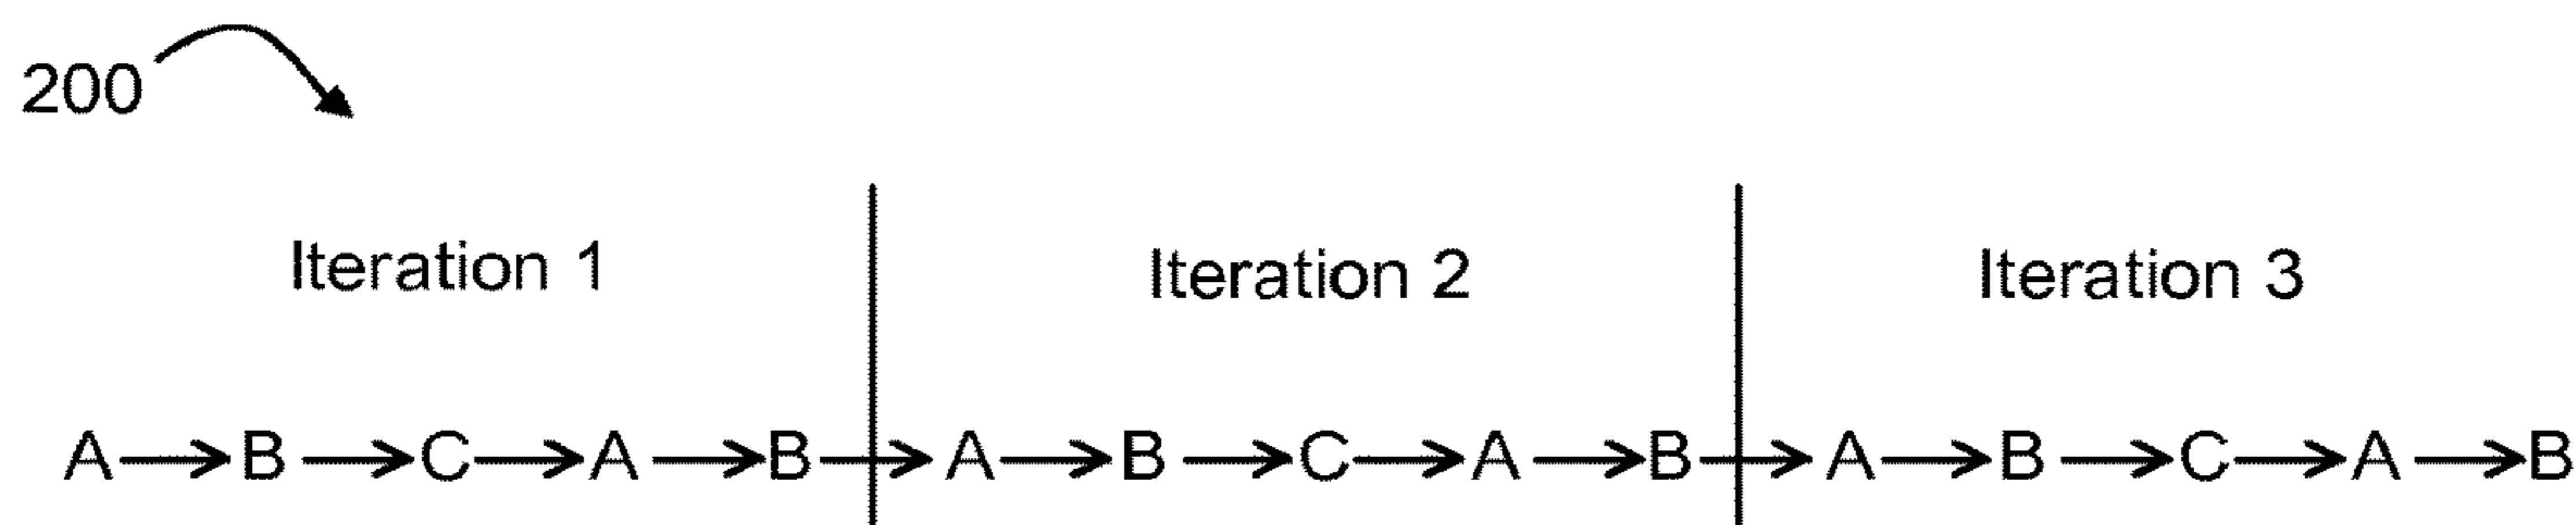 200
Iteration 1 Iteration 2 Iteration 3
A→B→C→A→B→A→B→C→A→B→A→B→C→A→B